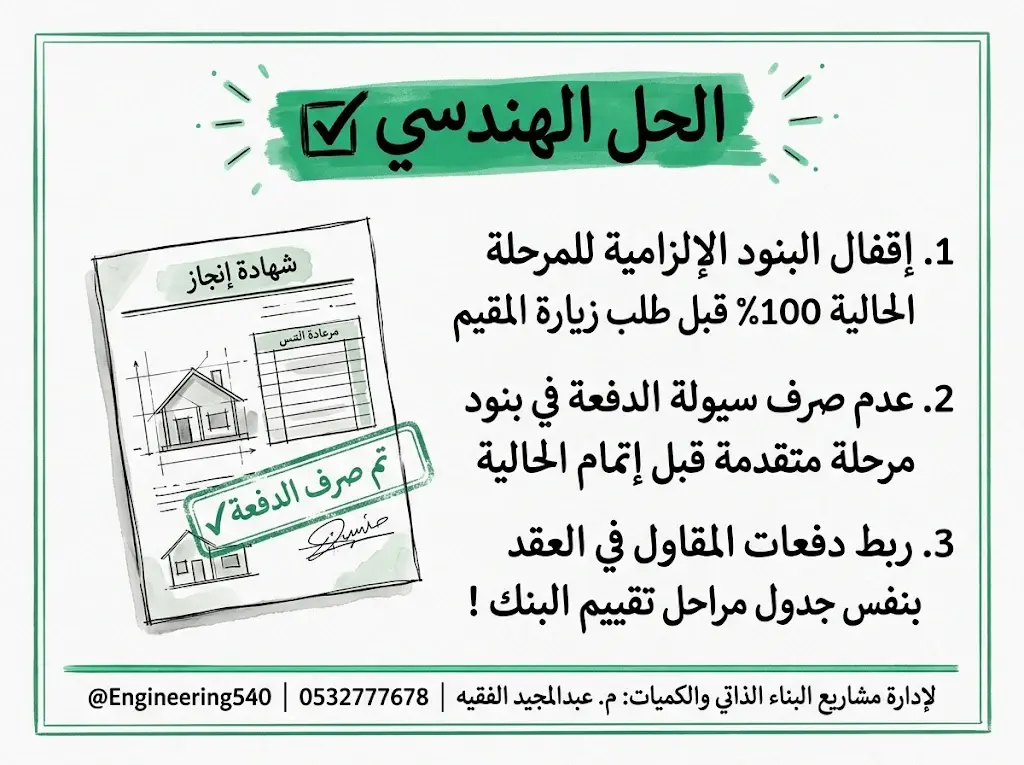 الحل الهندسي
1. إقفال البنود الإلزامية للمرحلة
الحالية 100% قبل طلب زيارة المقيم
2. عدم صرف سيولة الدفعة في بنود
مرحلة متقدمة قبل إتمام الحالية
3. ربط دفعات المقاول في العقد
بنفس جدول مراحل تقييم البنك !
شهادة إنجاز
تم صرف الدفعة
لإدارة مشاريع البناء الذاتي والكميات: م. عبدالمجيد الفقيه | 0532777678 | @Engineering540